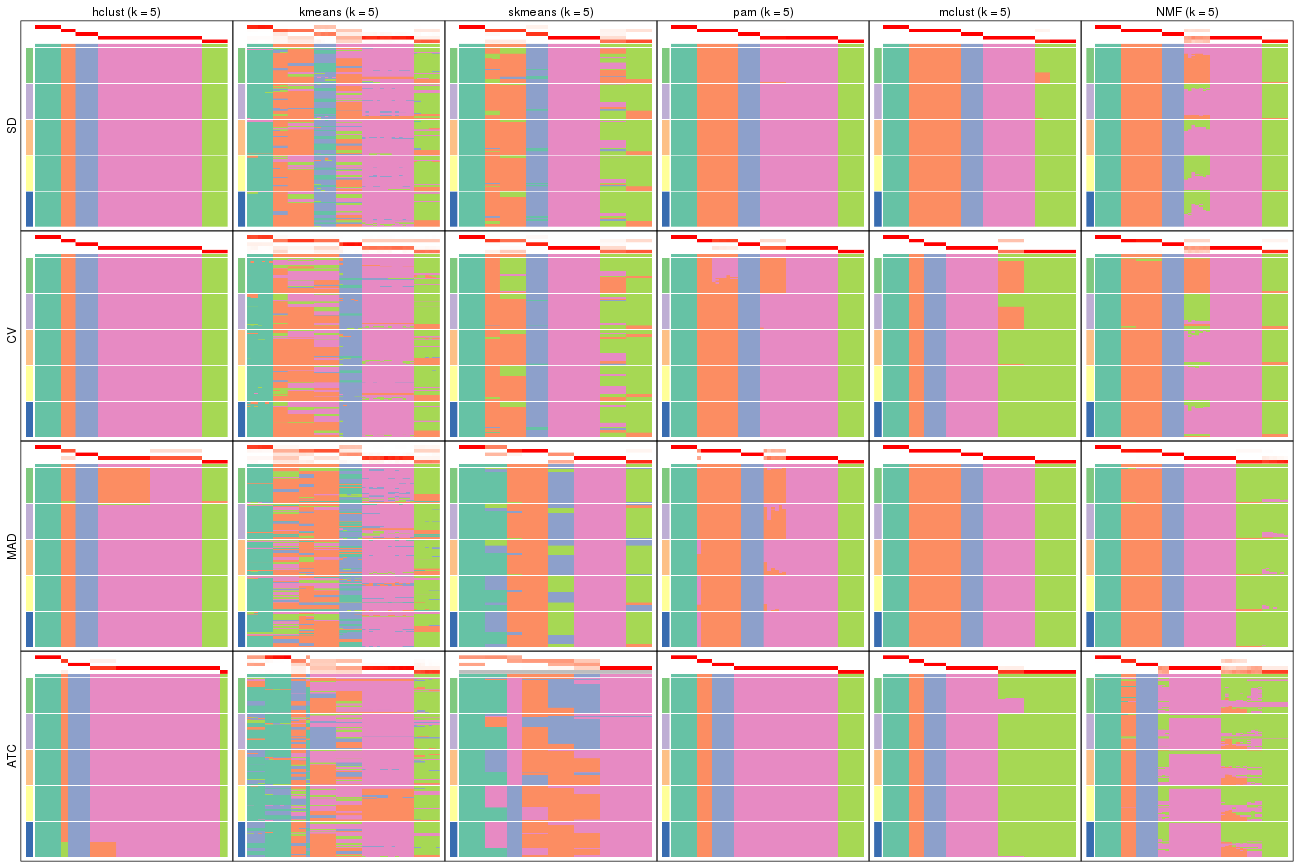 hclust (k = 5) kmeans (k = 5) skmeans (k = 5) pam (k = 5) mclust (k = 5) NMF (k = 5)
SD
CV
MAD
ATC